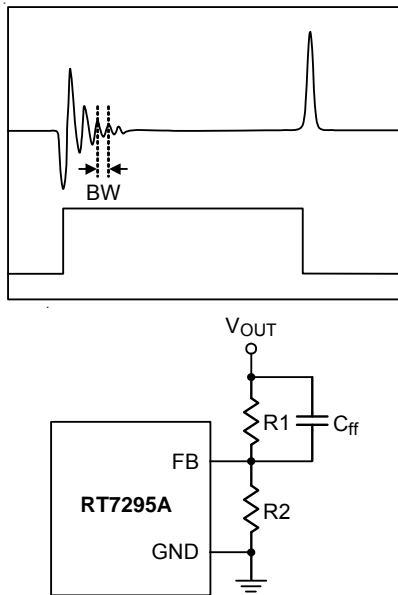 BW
VOUT
R1
Cff
FB
RT7295A
R2
GND